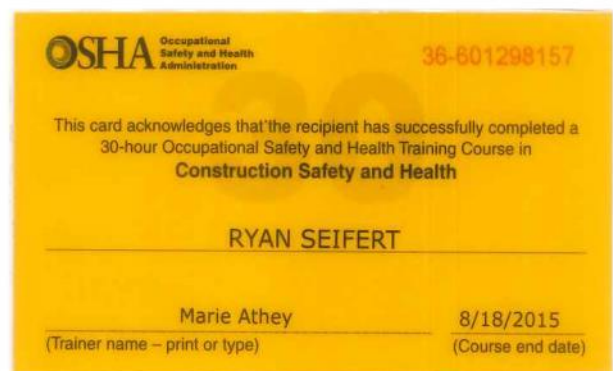 OSHA
Occupational
Safety and Health
Administration
36-601298157
30
This card acknowledges that the recipient has successfully completed a
30-hour Occupational Safety and Health Training Course in
Construction Safety and Health
RYAN SEIFERT
Marie Athey
8/18/2015
(Trainer name – print or type)
(Course end date)